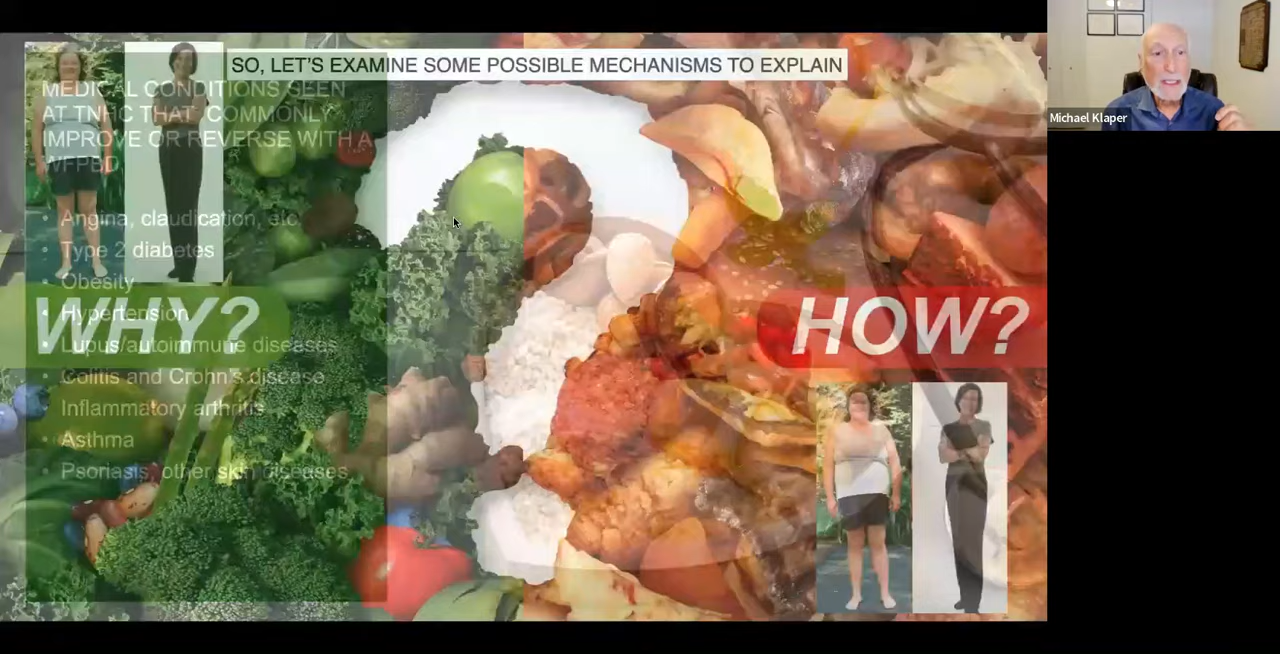 SO, LET'S EXAMINE SOME POSSIBLE MECHANISMS TO EXPLAIN
MEDICAL CONDITIONS SEEN
AT TNHC THAT COMMONLY
IMPROVE OR REVERSE WITH A
WFPBD
• Angina, claudication, etc
• Type 2 diabetes
• Obesity
• Hypertension
• Lupus/autoimmune diseases
• Colitis and Crohn's disease
• Inflammatory arthritis
• Asthma
• Psoriasis, other skin diseases
WHY?
HOW?
Michael Klaper